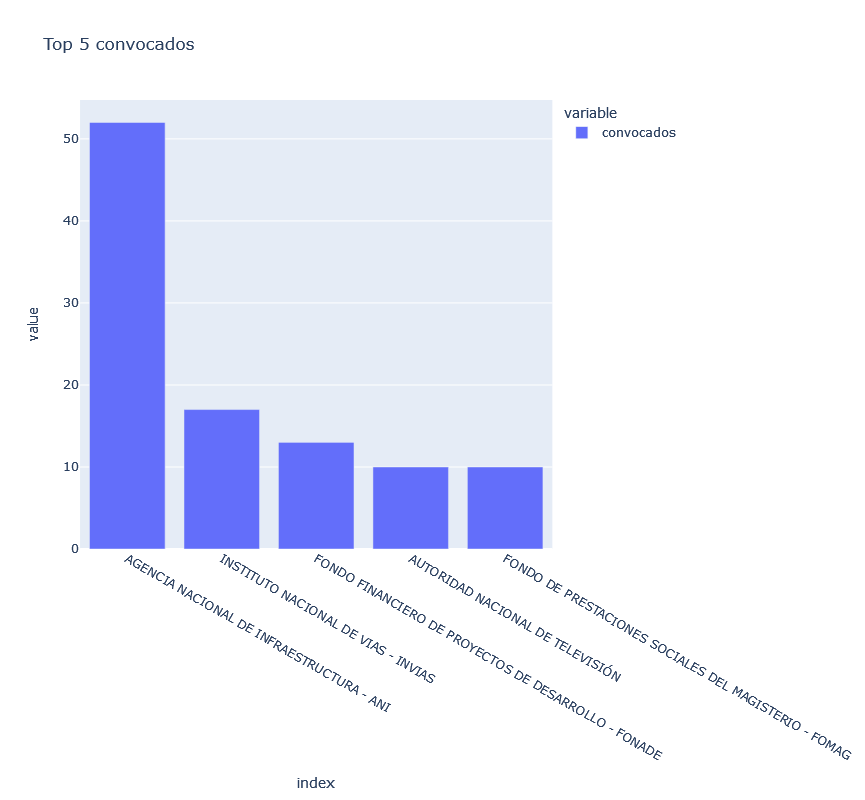 Top 5 convocados
variable
convocados
value
50
40
30
20
10
0
AGENCIA NACIONAL DE INFRAESTRUCTURA - ANI
INSTITUTO NACIONAL DE VIAS - INVIAS
FONDO FINANCIERO DE PROYECTOS DE DESARROLLO - FONADE
AUTORIDAD NACIONAL DE TELEVISIÓN
FONDO DE PRESTACIONES SOCIALES DEL MAGISTERIO - FOMAG
index